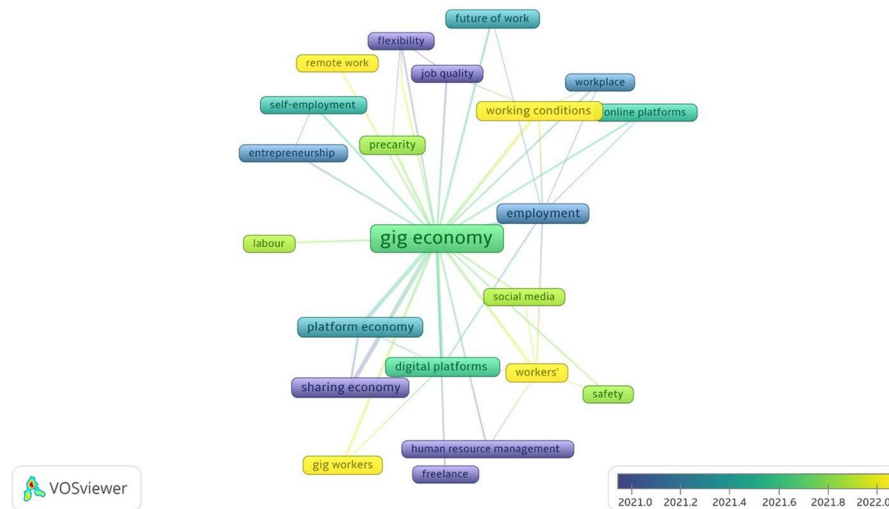 future of work
flexibility
remote work
job quality
workplace
self-employment
working conditions
online platforms
precarity
entrepreneurship
employment
gig economy
labour
social media
platform economy
digital platforms
workers'
sharing economy
safety
human resource management
gig workers
freelance
VOSviewer
2021.0 2021.2 2021.4 2021.6 2021.8 2022.0